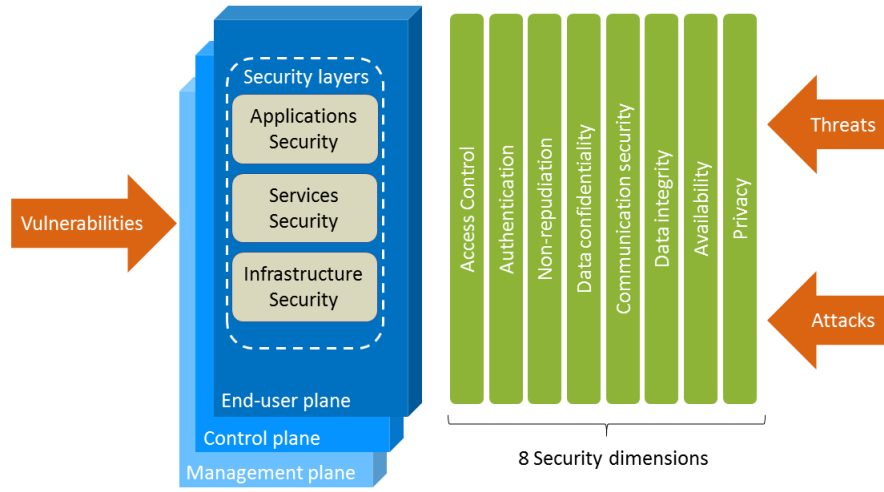 Security layers
Applications
Security
Services
Security
Infrastructure
Security
End-user plane
Control plane
Management plane
Vulnerabilities
Access Control
Authentication
Non-repudiation
Data confidentiality
Communication security
Data integrity
Availability
Privacy
8 Security dimensions
Threats
Attacks